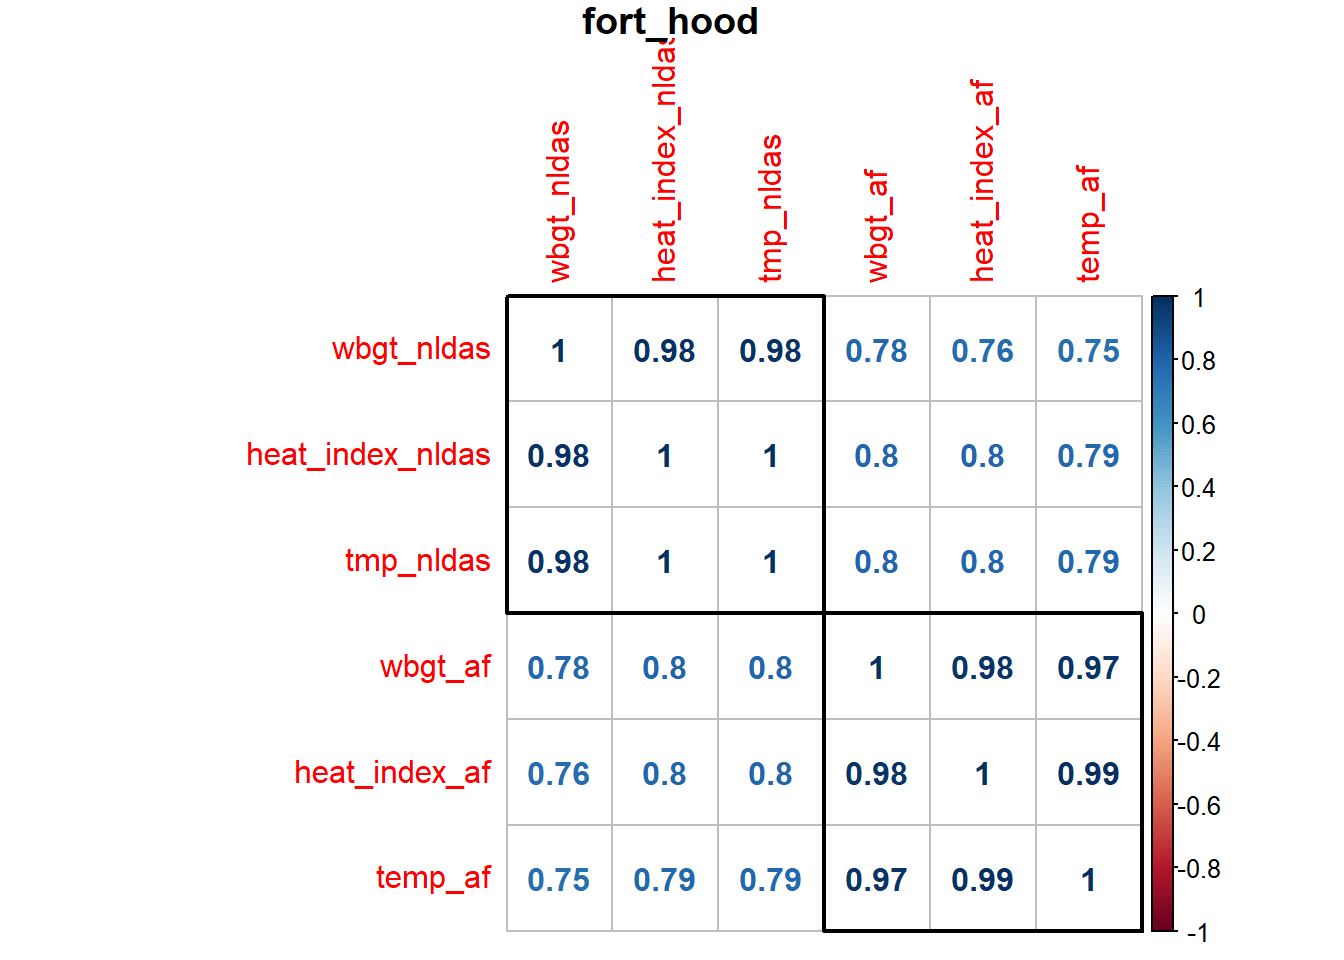 fort_hood
wbgt_nldas heat_index_nldas tmp_nldas wbgt_af heat_index_af temp_af
wbgt_nldas 1 0.98 0.98 0.78 0.76 0.75
heat_index_nldas 0.98 1 1 0.8 0.8 0.79
tmp_nldas 0.98 1 1 0.8 0.8 0.79
wbgt_af 0.78 0.8 0.8 1 0.98 0.97
heat_index_af 0.76 0.8 0.8 0.98 1 0.99
temp_af 0.75 0.79 0.79 0.97 0.99 1
1
0.8
0.6
0.4
0.2
0
-0.2
-0.4
-0.6
-0.8
-1